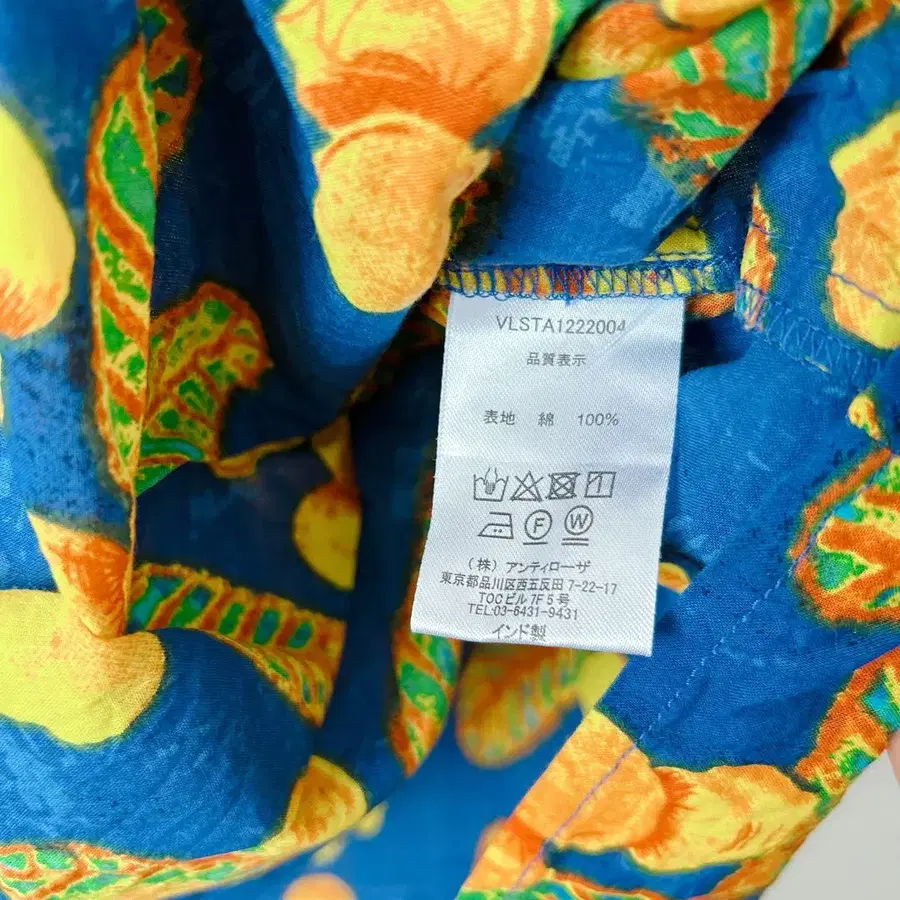 VLSTA1222004
品質表示
表地 綿 100%
F W
(株) アンティローザ
東京都品川区西五反田 7-22-17
TOCビル 7F 5号
TEL:03-6431-9431
インド製